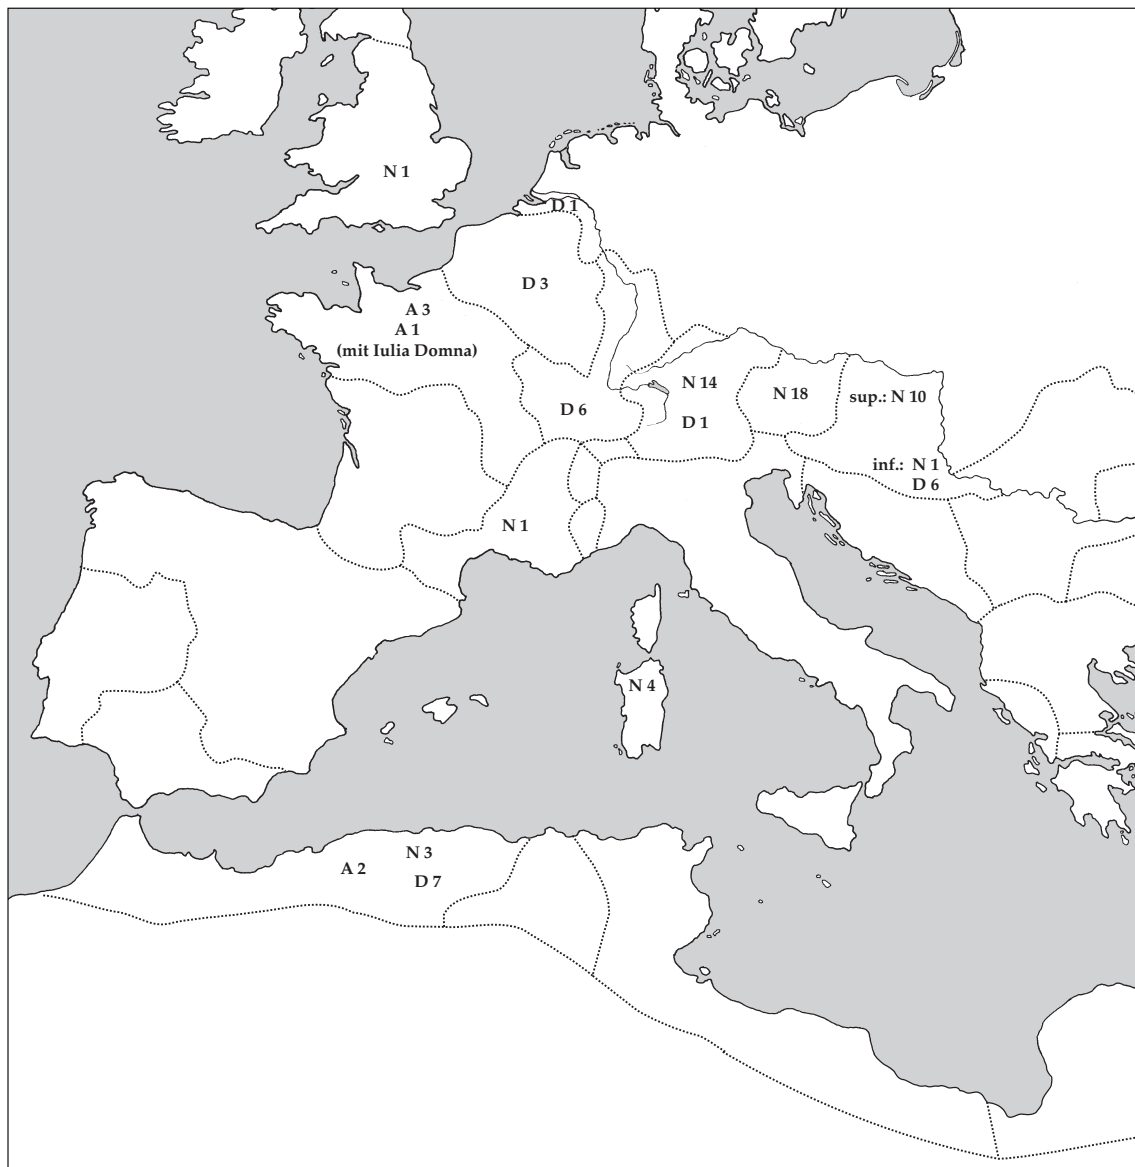 N 1
D 1
D 3
A 3
A 1
(mit Iulia Domna)
N 14
D 1
N 18
sup.: N 10
D 6
inf.: N 1
D 6
N 1
N 4
N 3
A 2
D 7